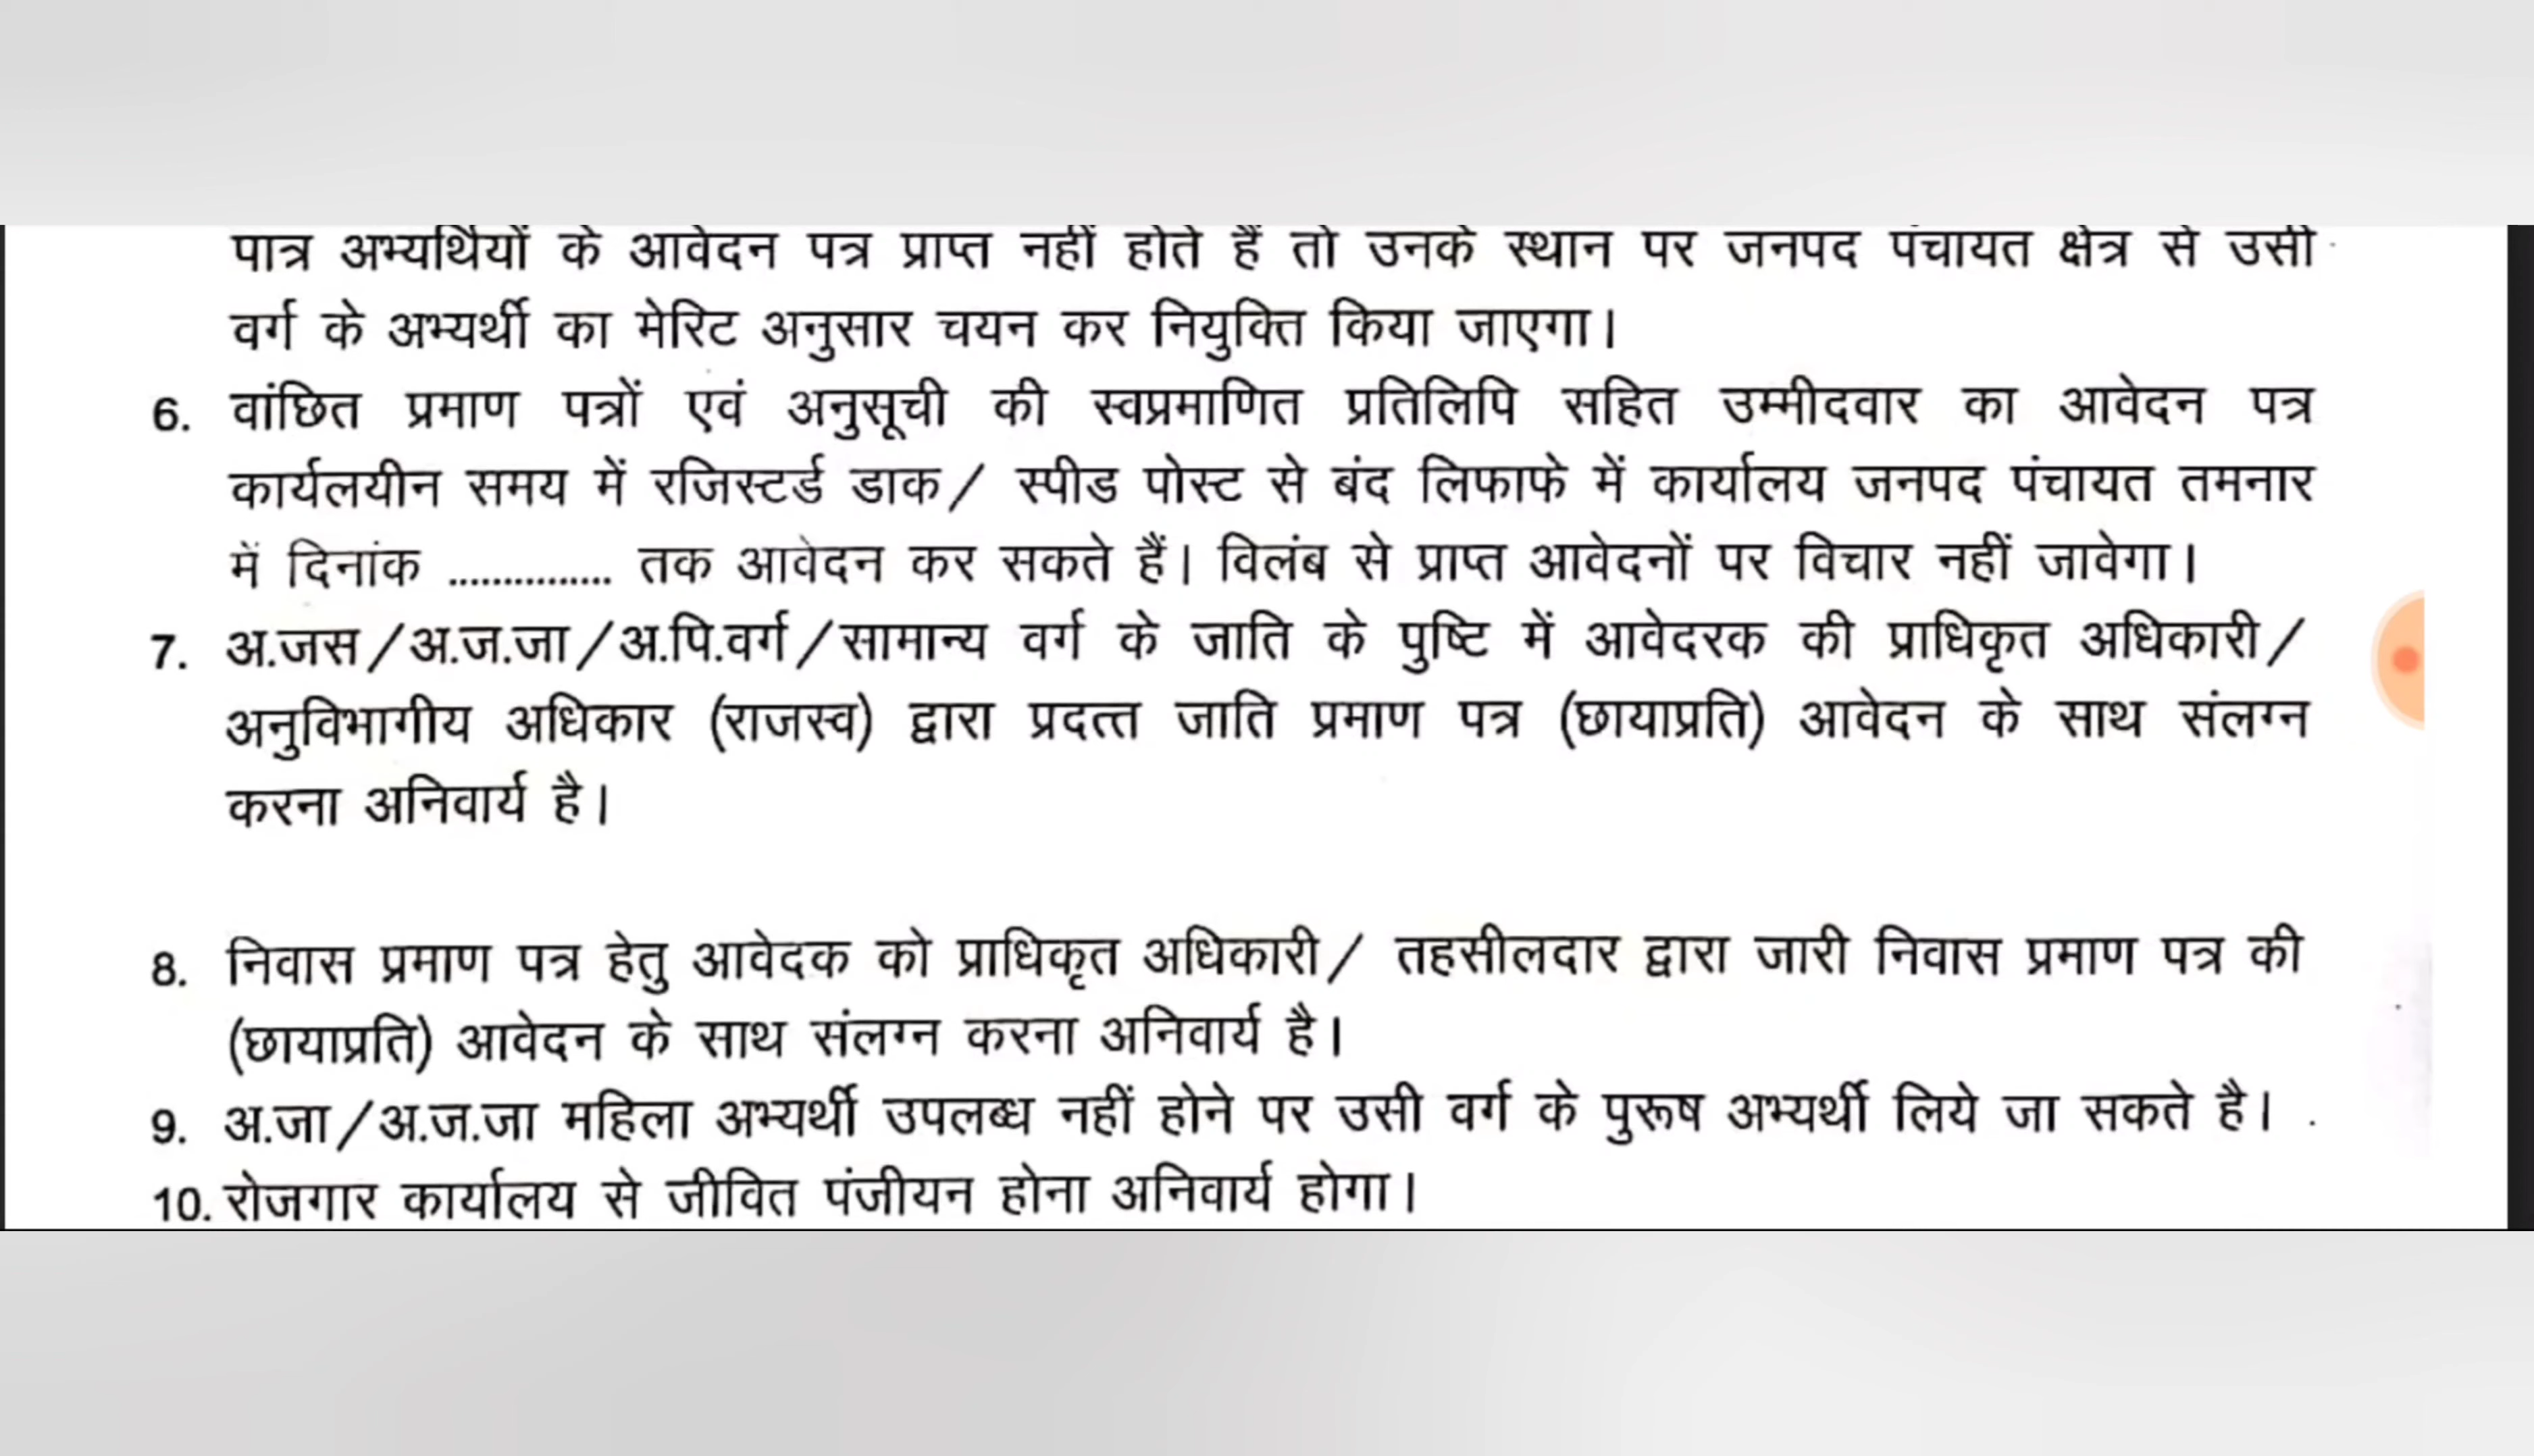 पात्र अभ्यर्थियों के आवेदन पत्र प्राप्त नहीं होते हैं तो उनके स्थान पर जनपद पंचायत क्षेत्र से उसी
वर्ग के अभ्यर्थी का मेरिट अनुसार चयन कर नियुक्ति किया जाएगा।
6. वांछित प्रमाण पत्रों एवं अनुसूची की स्वप्रमाणित प्रतिलिपि सहित उम्मीदवार का आवेदन पत्र
कार्यलयीन समय में रजिस्टर्ड डाक/ स्पीड पोस्ट से बंद लिफाफे में कार्यालय जनपद पंचायत तमनार
में दिनांक ............... तक आवेदन कर सकते हैं। विलंब से प्राप्त आवेदनों पर विचार नहीं जावेगा।
7. अ.जस/अ.ज.जा/अ.पि.वर्ग/सामान्य वर्ग के जाति के पुष्टि में आवेदरक की प्राधिकृत अधिकारी/
अनुविभागीय अधिकार (राजस्व) द्वारा प्रदत्त जाति प्रमाण पत्र (छायाप्रति) आवेदन के साथ संलग्न
करना अनिवार्य है।
8. निवास प्रमाण पत्र हेतु आवेदक को प्राधिकृत अधिकारी/ तहसीलदार द्वारा जारी निवास प्रमाण पत्र की
(छायाप्रति) आवेदन के साथ संलग्न करना अनिवार्य है।
9. अ.जा/अ.ज.जा महिला अभ्यर्थी उपलब्ध नहीं होने पर उसी वर्ग के पुरूष अभ्यर्थी लिये जा सकते है।
10. रोजगार कार्यालय से जीवित पंजीयन होना अनिवार्य होगा।